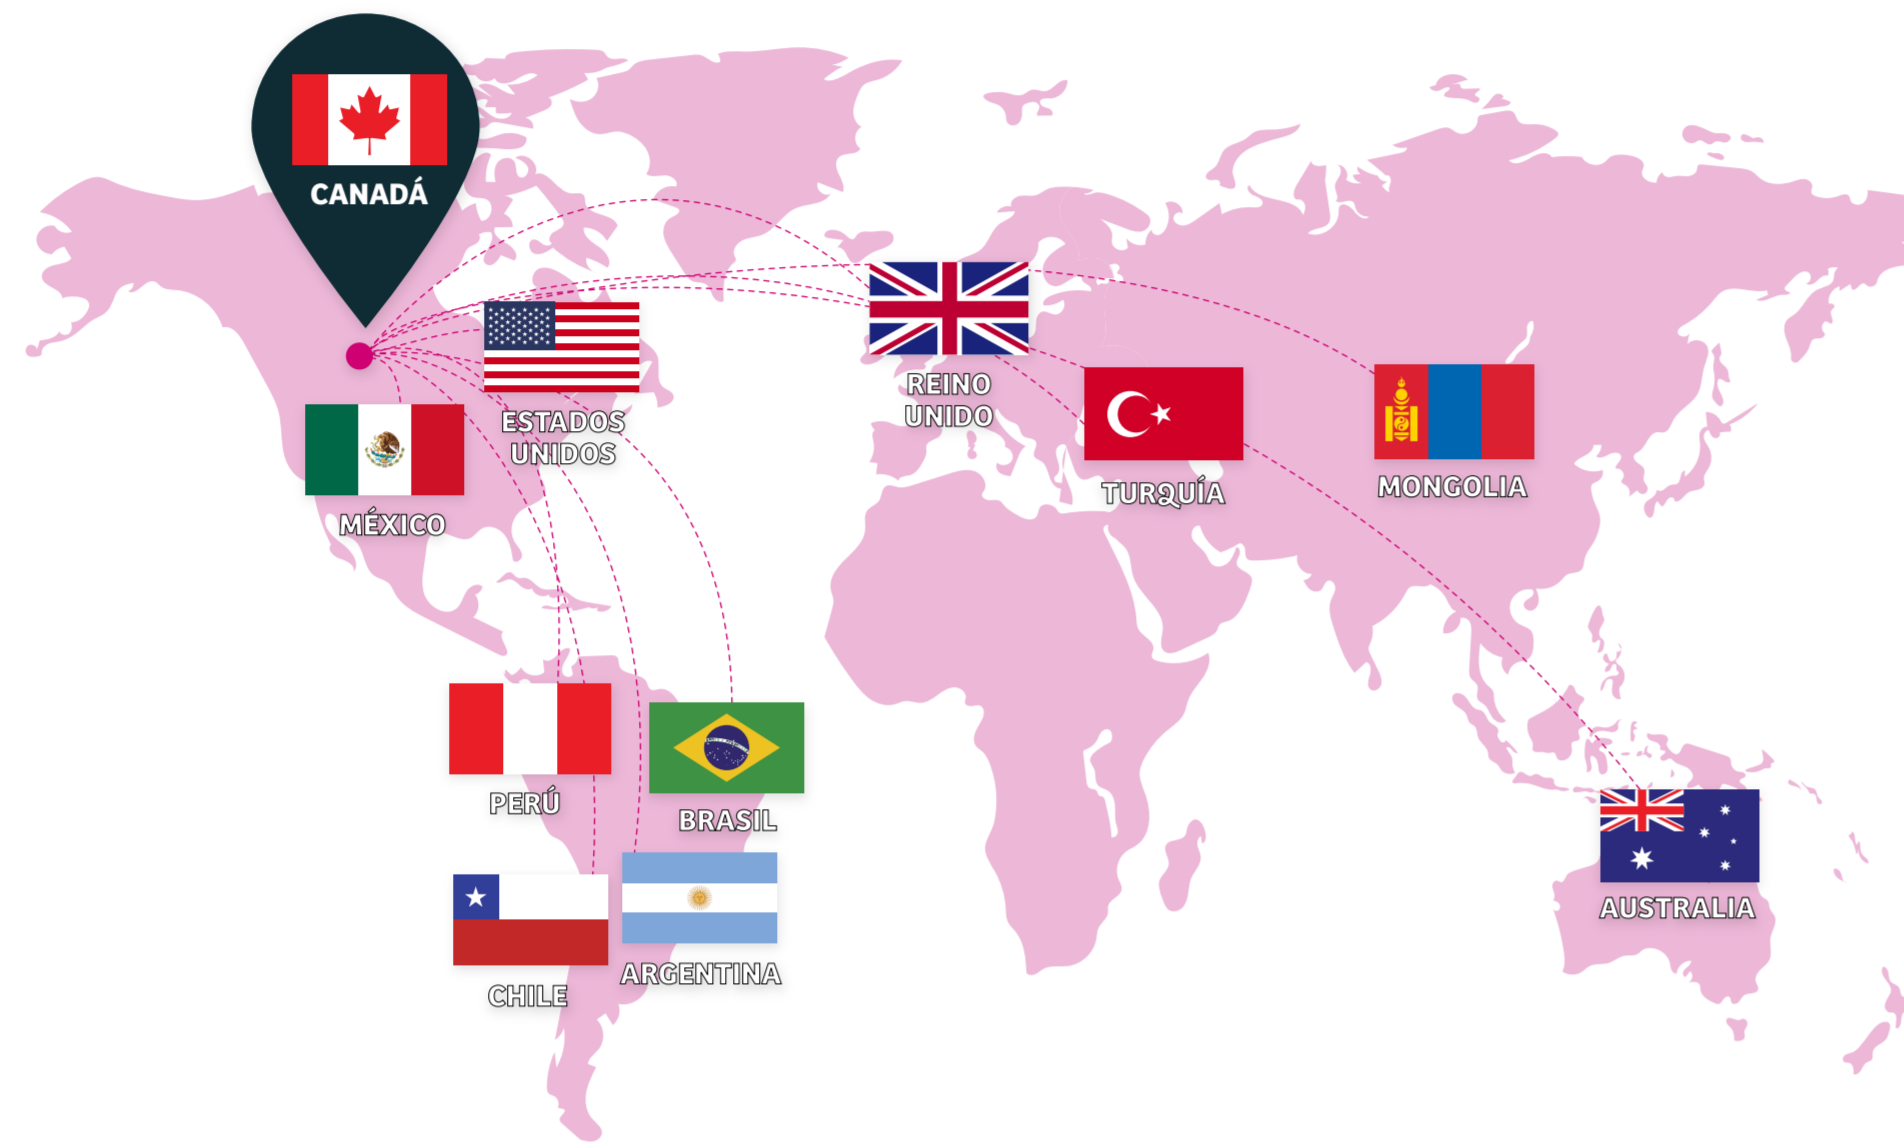 CANADÁ
ESTADOS
UNIDOS
MÉXICO
REINO
UNIDO
TURQUÍA
MONGOLIA
PERÚ
BRASIL
CHILE
ARGENTINA
AUSTRALIA